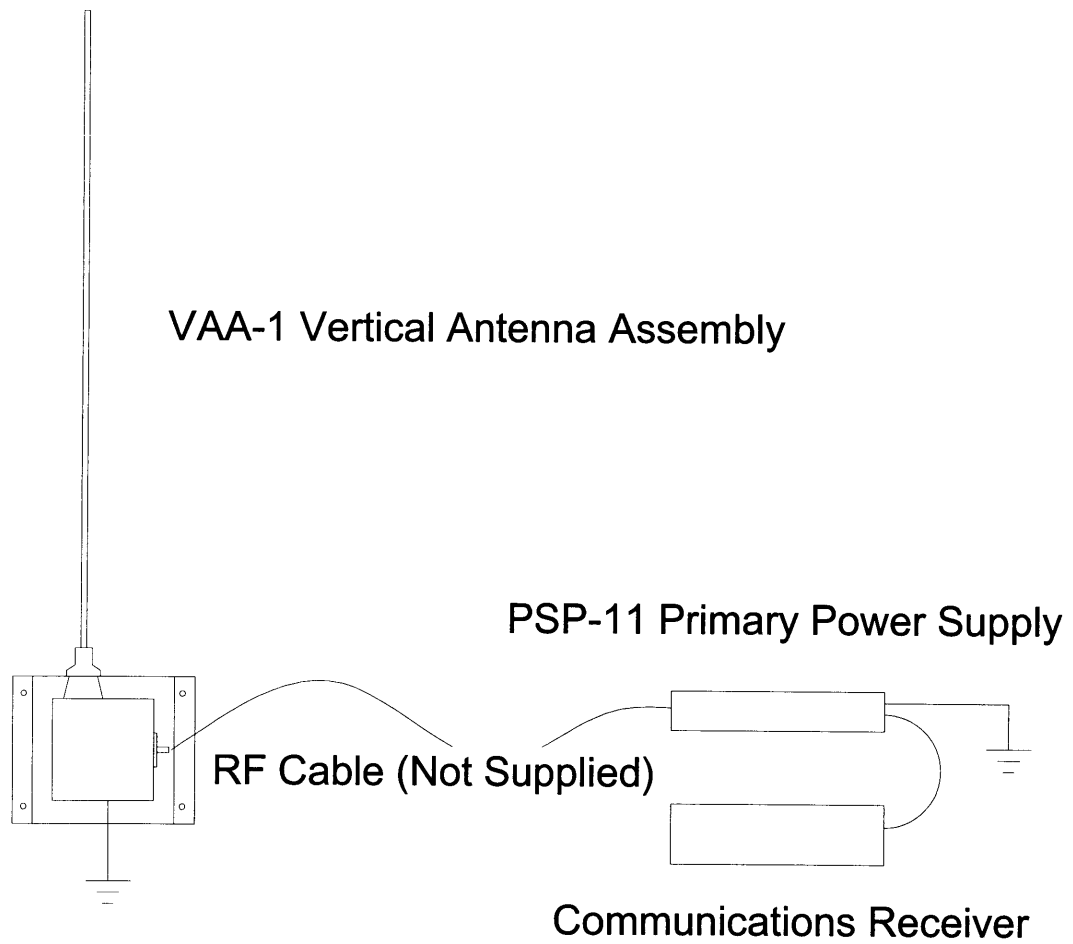 VAA-1 Vertical Antenna Assembly
PSP-11 Primary Power Supply
RF Cable (Not Supplied)
Communications Receiver